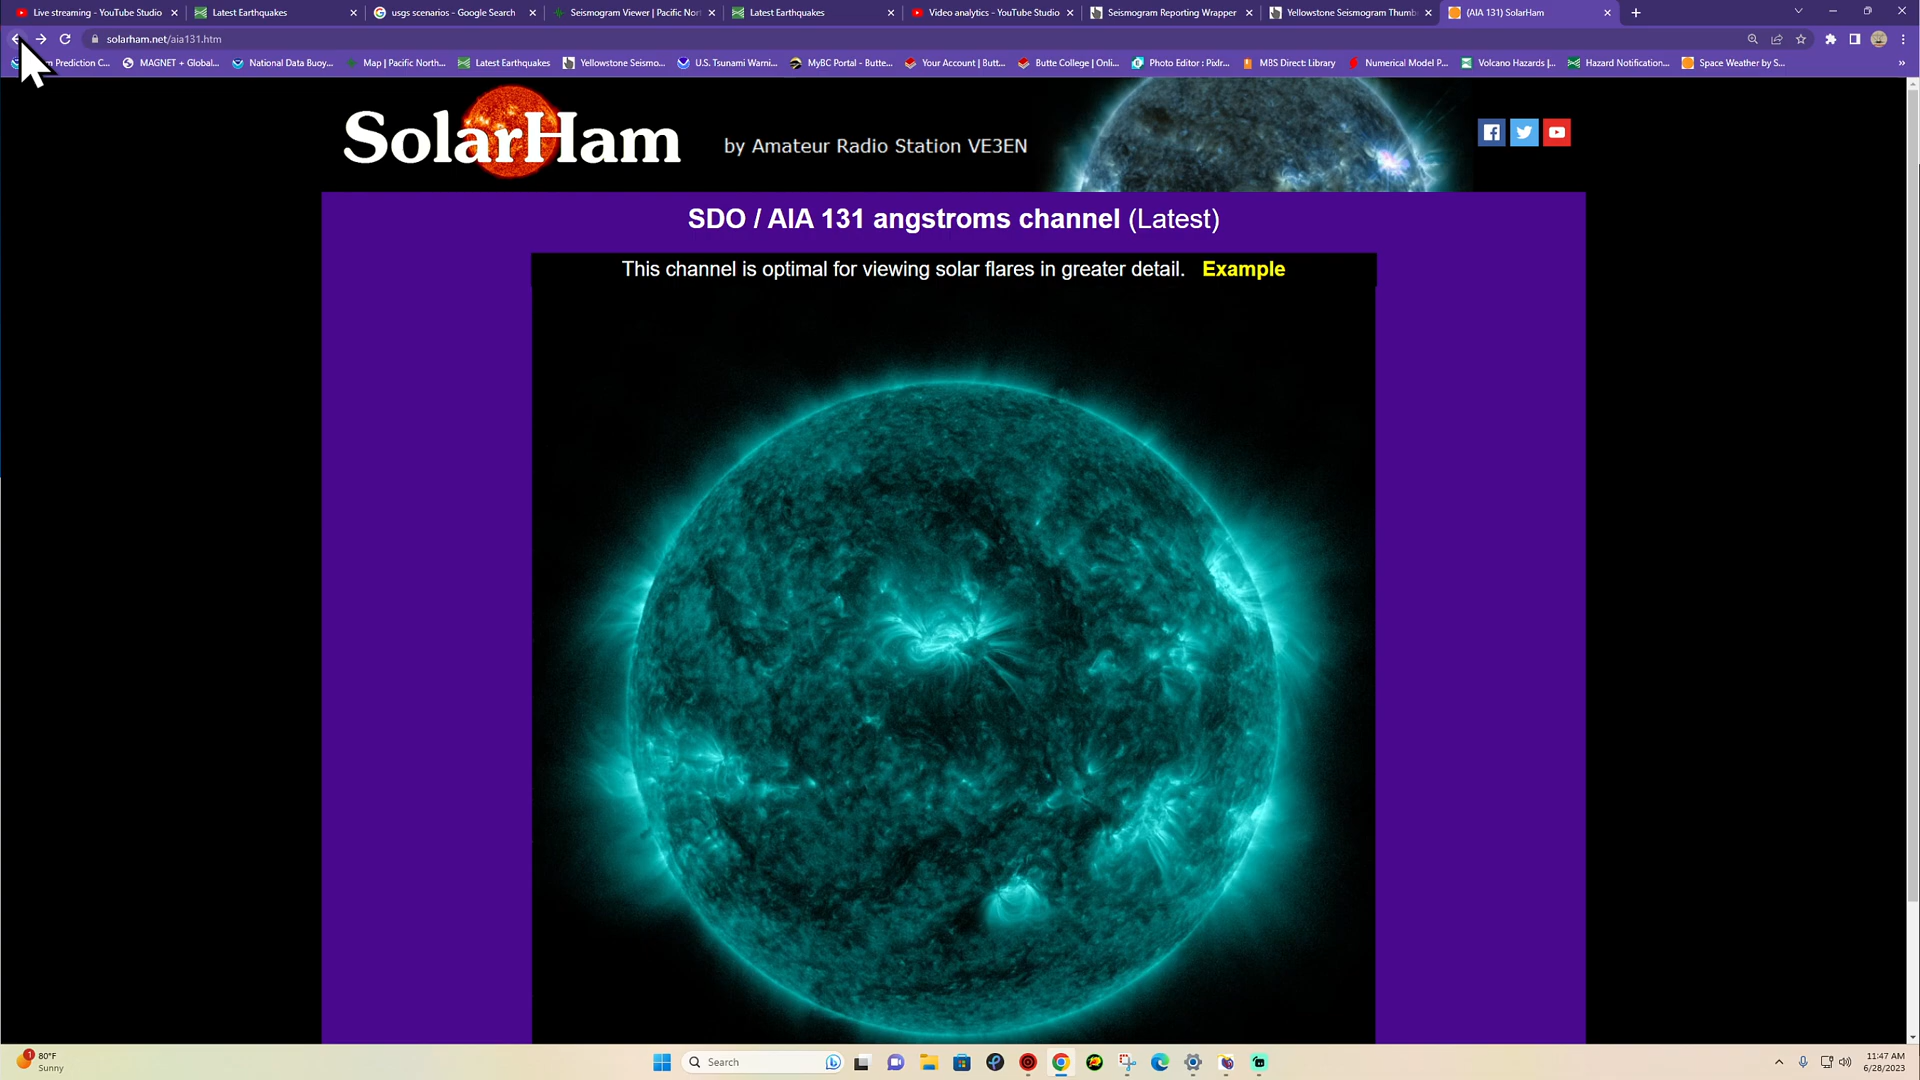 Live streaming - YouTube Studio
Latest Earthquakes
usgs scenarios - Google Search
Seismogram Viewer | Pacific Nor
Latest Earthquakes
Video analytics - YouTube Studio
Seismogram Reporting Wrapper
Yellowstone Seismogram Thumb
(AIA 131) SolarHam
solarham.net/aia131.htm
m Prediction C...
MAGNET + Global...
National Data Buoy...
Map | Pacific North...
Latest Earthquakes
Yellowstone Seismo...
U.S. Tsunami Warni...
MyBC Portal - Butte...
Your Account | Butt...
Butte College | Onli...
Photo Editor : Pixlr...
MBS Direct: Library
Numerical Model P...
Volcano Hazards |...
Hazard Notification...
Space Weather by S...
SolarHam
by Amateur Radio Station VE3EN
SDO / AIA 131 angstroms channel (Latest)
This channel is optimal for viewing solar flares in greater detail. Example
1
80°F
Sunny
Search
11:47 AM
6/28/2023